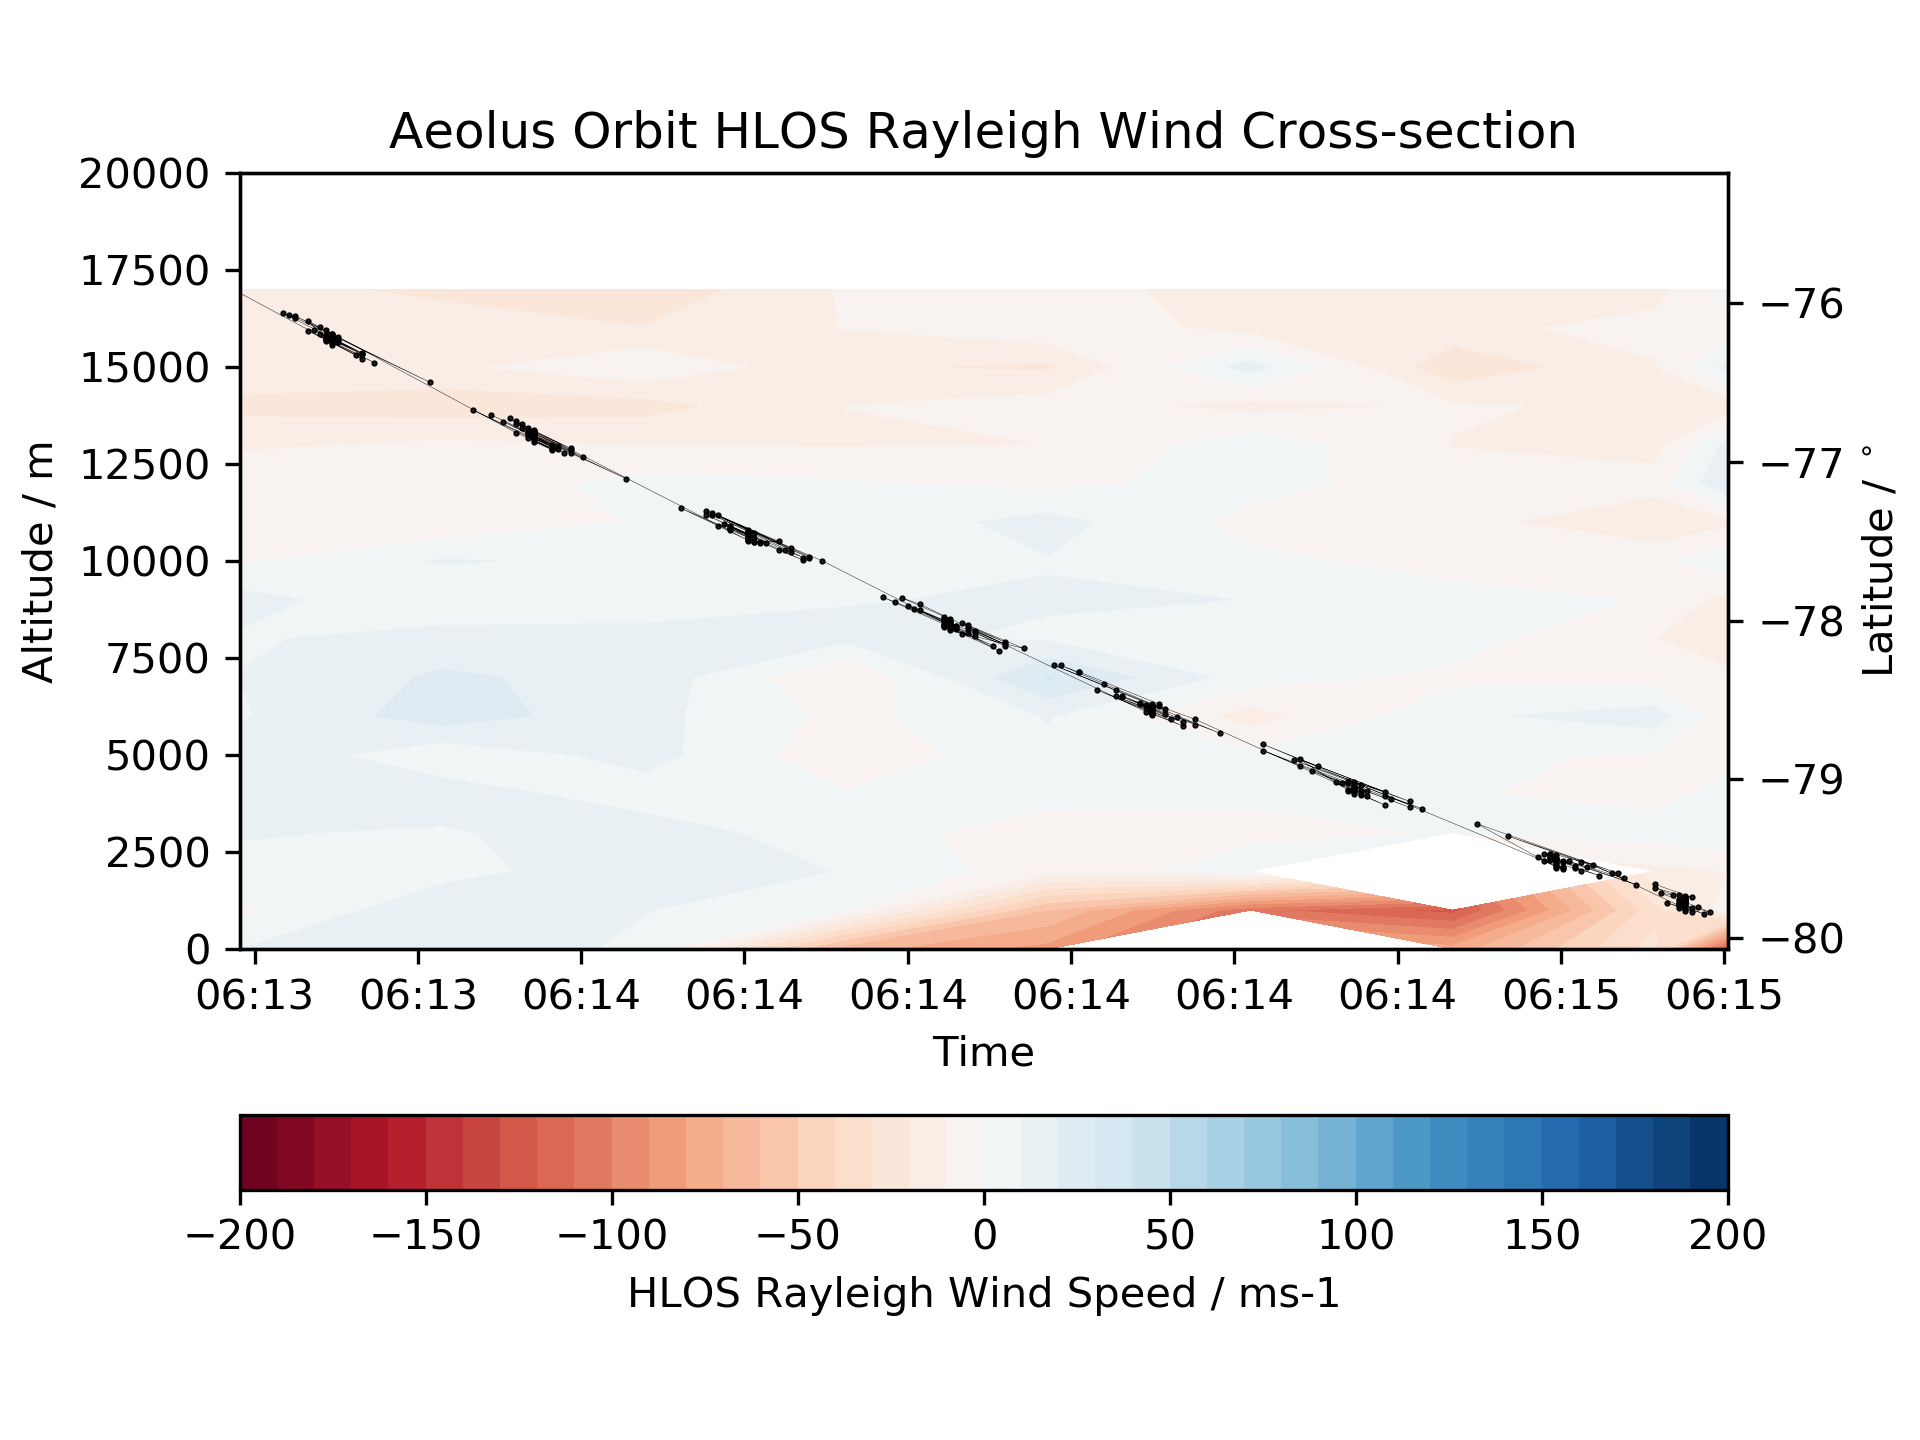 Aeolus Orbit HLOS Rayleigh Wind Cross-section
20000
17500
15000
12500
10000
7500
5000
2500
0
Altitude / m
−76
−77
−78
−79
−80
Latitude / °
06:13 06:13 06:14 06:14 06:14 06:14 06:14 06:14 06:15 06:15
Time
−200 −150 −100 −50 0 50 100 150 200
HLOS Rayleigh Wind Speed / ms-1